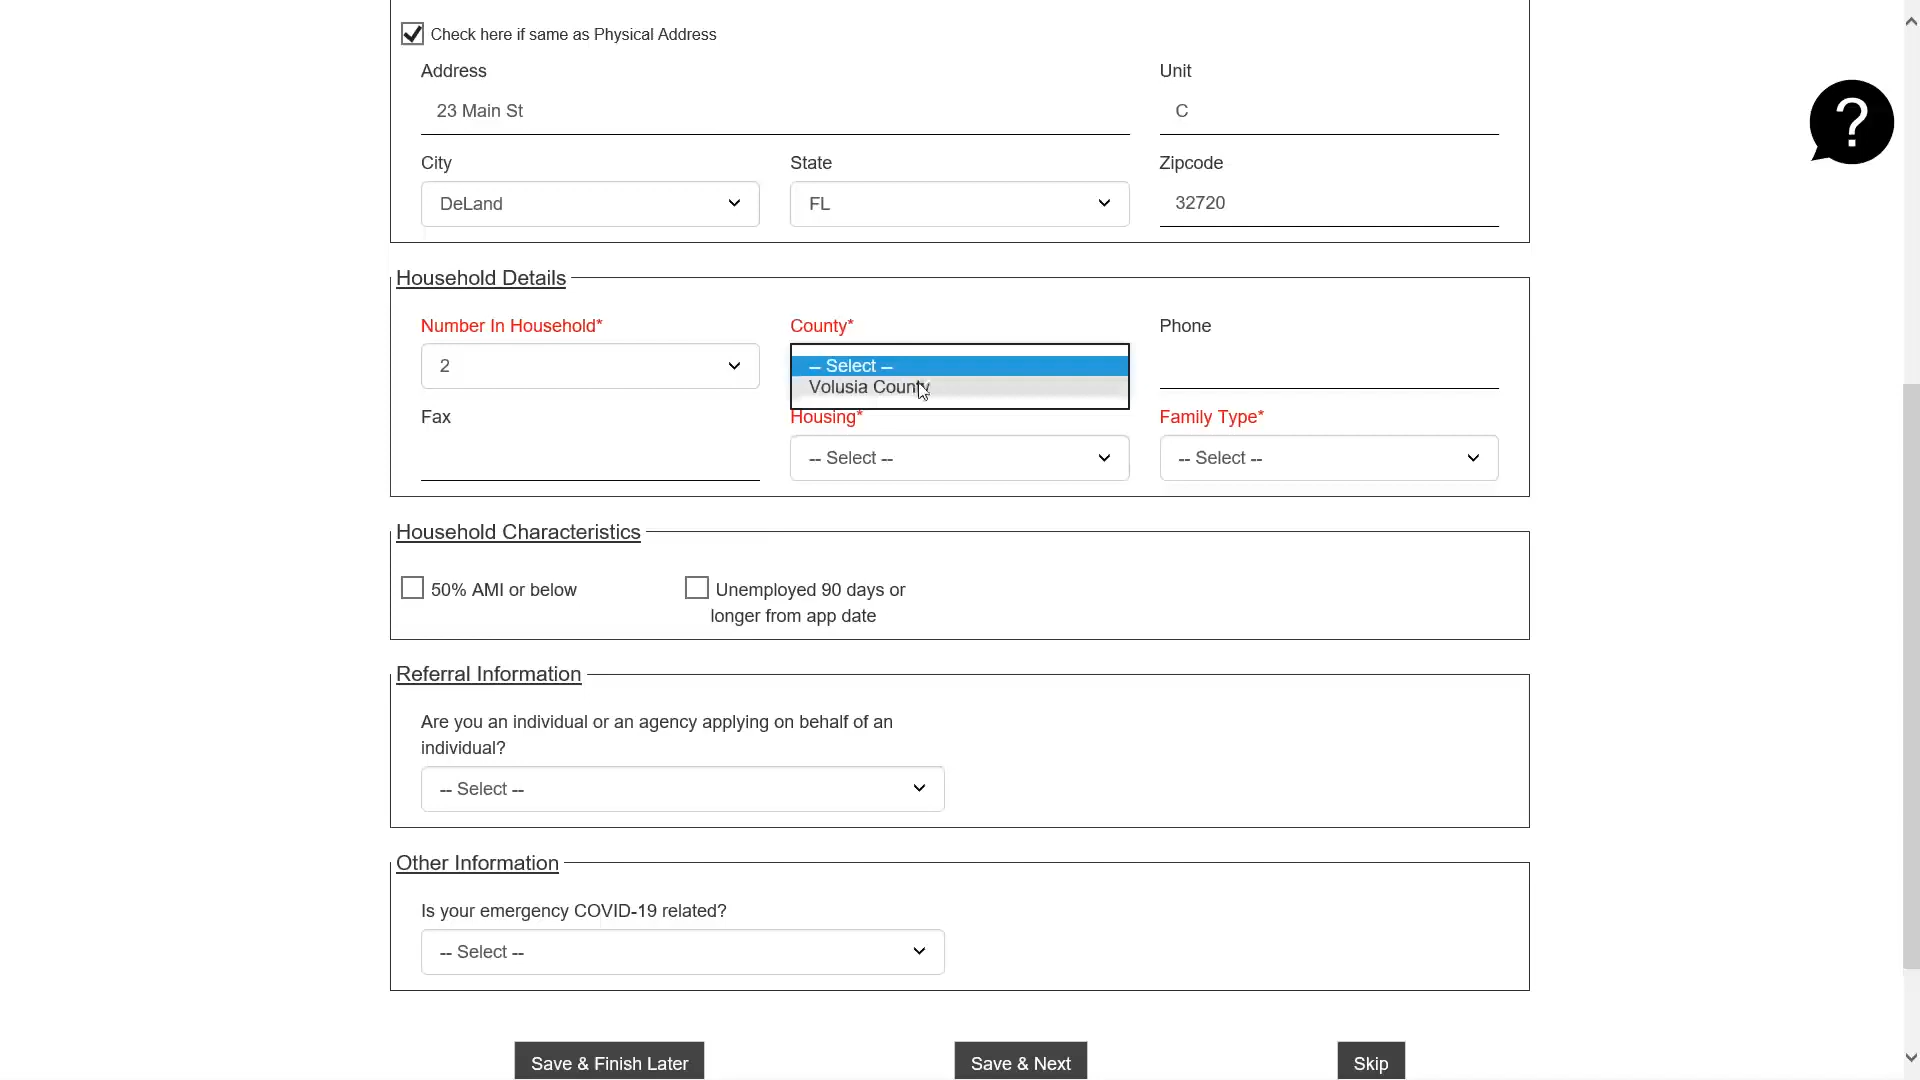 Check here if same as Physical Address
Address
Unit
23 Main St
C
City
State
Zipcode
DeLand
FL
32720
Household Details
Number In Household*
County*
Phone
2
-- Select --
Volusia County
Fax
Housing*
Family Type*
-- Select --
-- Select --
Household Characteristics
50% AMI or below
Unemployed 90 days or
longer from app date
Referral Information
Are you an individual or an agency applying on behalf of an
individual?
-- Select --
Other Information
Is your emergency COVID-19 related?
-- Select --
Save & Finish Later
Save & Next
Skip
?